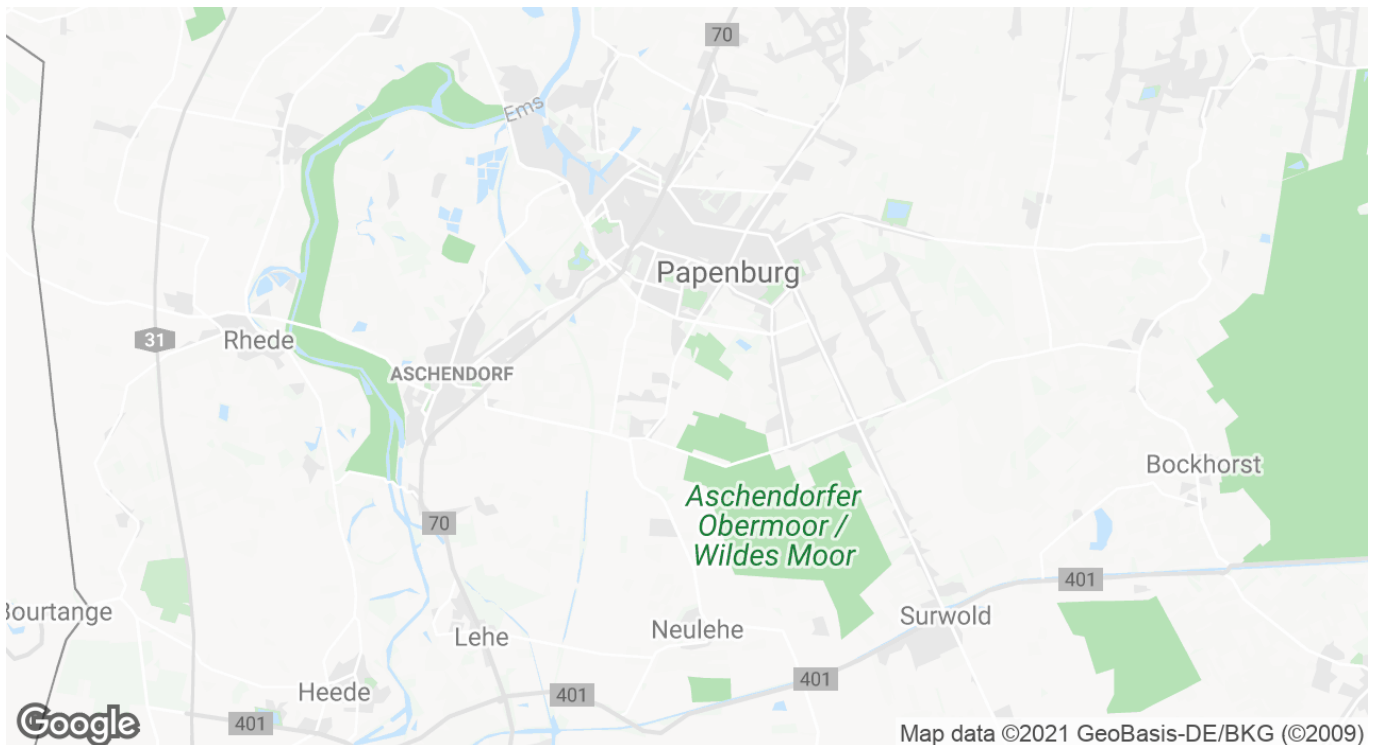 70
Ems
Papenburg
31
Rhede
ASCHENDORF
Bockhorst
Aschendorfer
Obermoor /
Wildes Moor
70
401
Bourtange
Surwold
Neulehe
Lehe
401
Heede
401
401
Google
Map data ©2021 GeoBasis-DE/BKG (©2009)